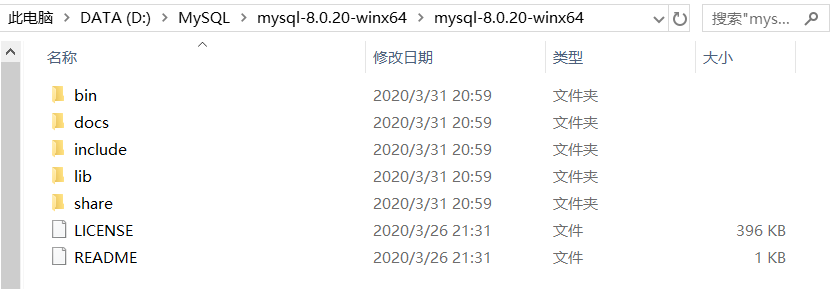 此电脑 > DATA (D:) > MySQL > mysql-8.0.20-winx64 > mysql-8.0.20-winx64 搜索"mys...
名称 修改日期 类型 大小
bin 2020/3/31 20:59 文件夹
docs 2020/3/31 20:59 文件夹
include 2020/3/31 20:59 文件夹
lib 2020/3/31 20:59 文件夹
share 2020/3/31 20:59 文件夹
LICENSE 2020/3/26 21:31 文件 396 KB
README 2020/3/26 21:31 文件 1 KB